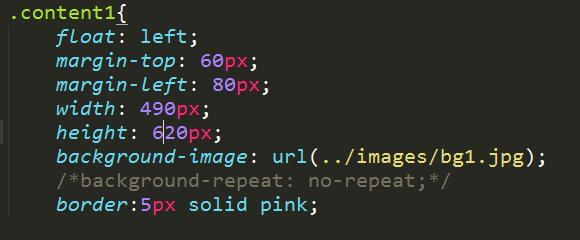 .content1{
float: left;
margin-top: 60px;
margin-left: 80px;
width: 490px;
height: 620px;
background-image: url(../images/bg1.jpg);
/*background-repeat: no-repeat;*/
border:5px solid pink;